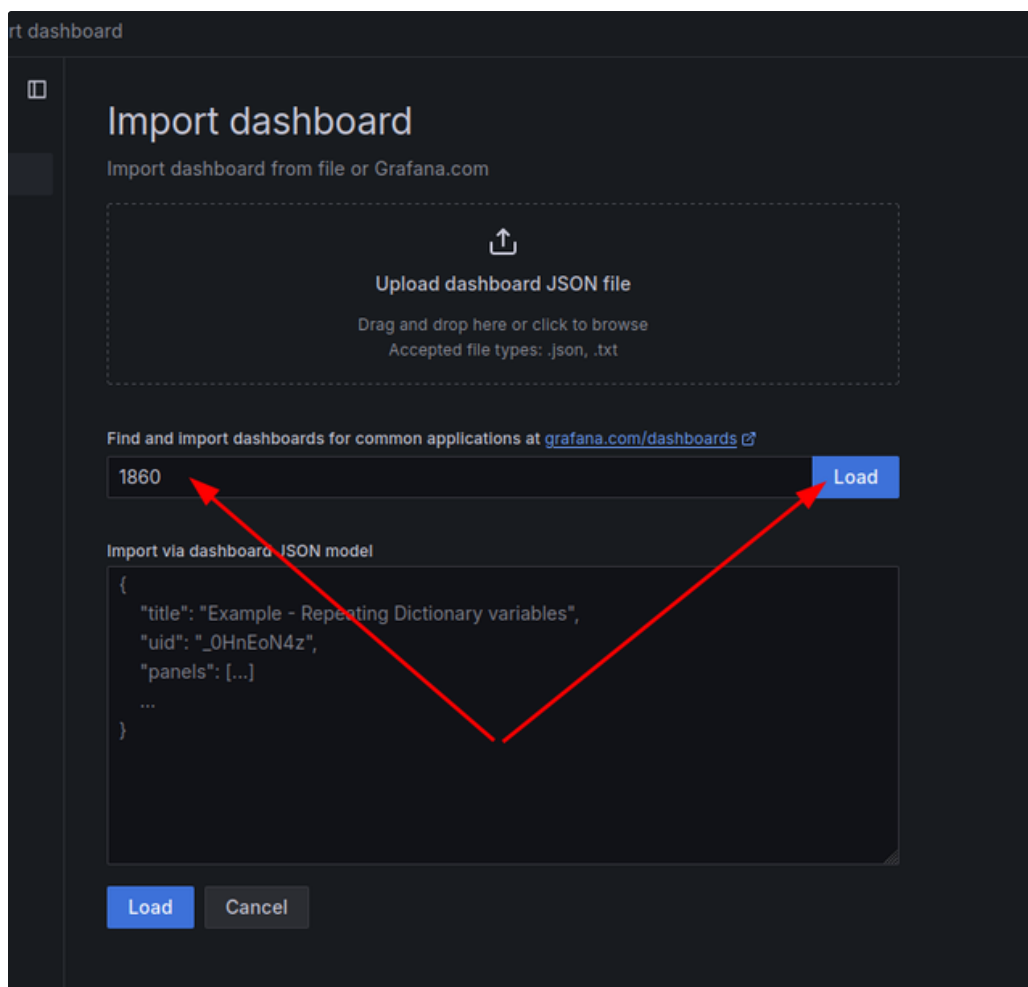 rt dashboard
Import dashboard
Import dashboard from file or Grafana.com
Upload dashboard JSON file
Drag and drop here or click to browse
Accepted file types: .json, .txt
Find and import dashboards for common applications at grafana.com/dashboards
1860
Load
Import via dashboard JSON model
{
"title": "Example - Repeating Dictionary variables",
"uid": "_0HnEoN4z",
"panels": [...]
...
}
Load
Cancel